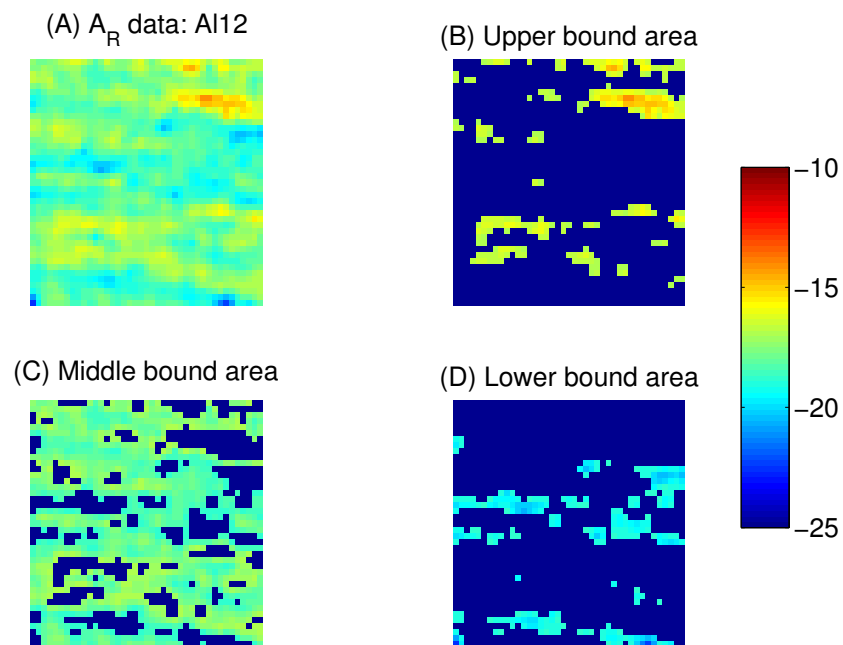 (A) A_R data: Al12
(B) Upper bound area
−10
−15
−20
−25
(C) Middle bound area
(D) Lower bound area